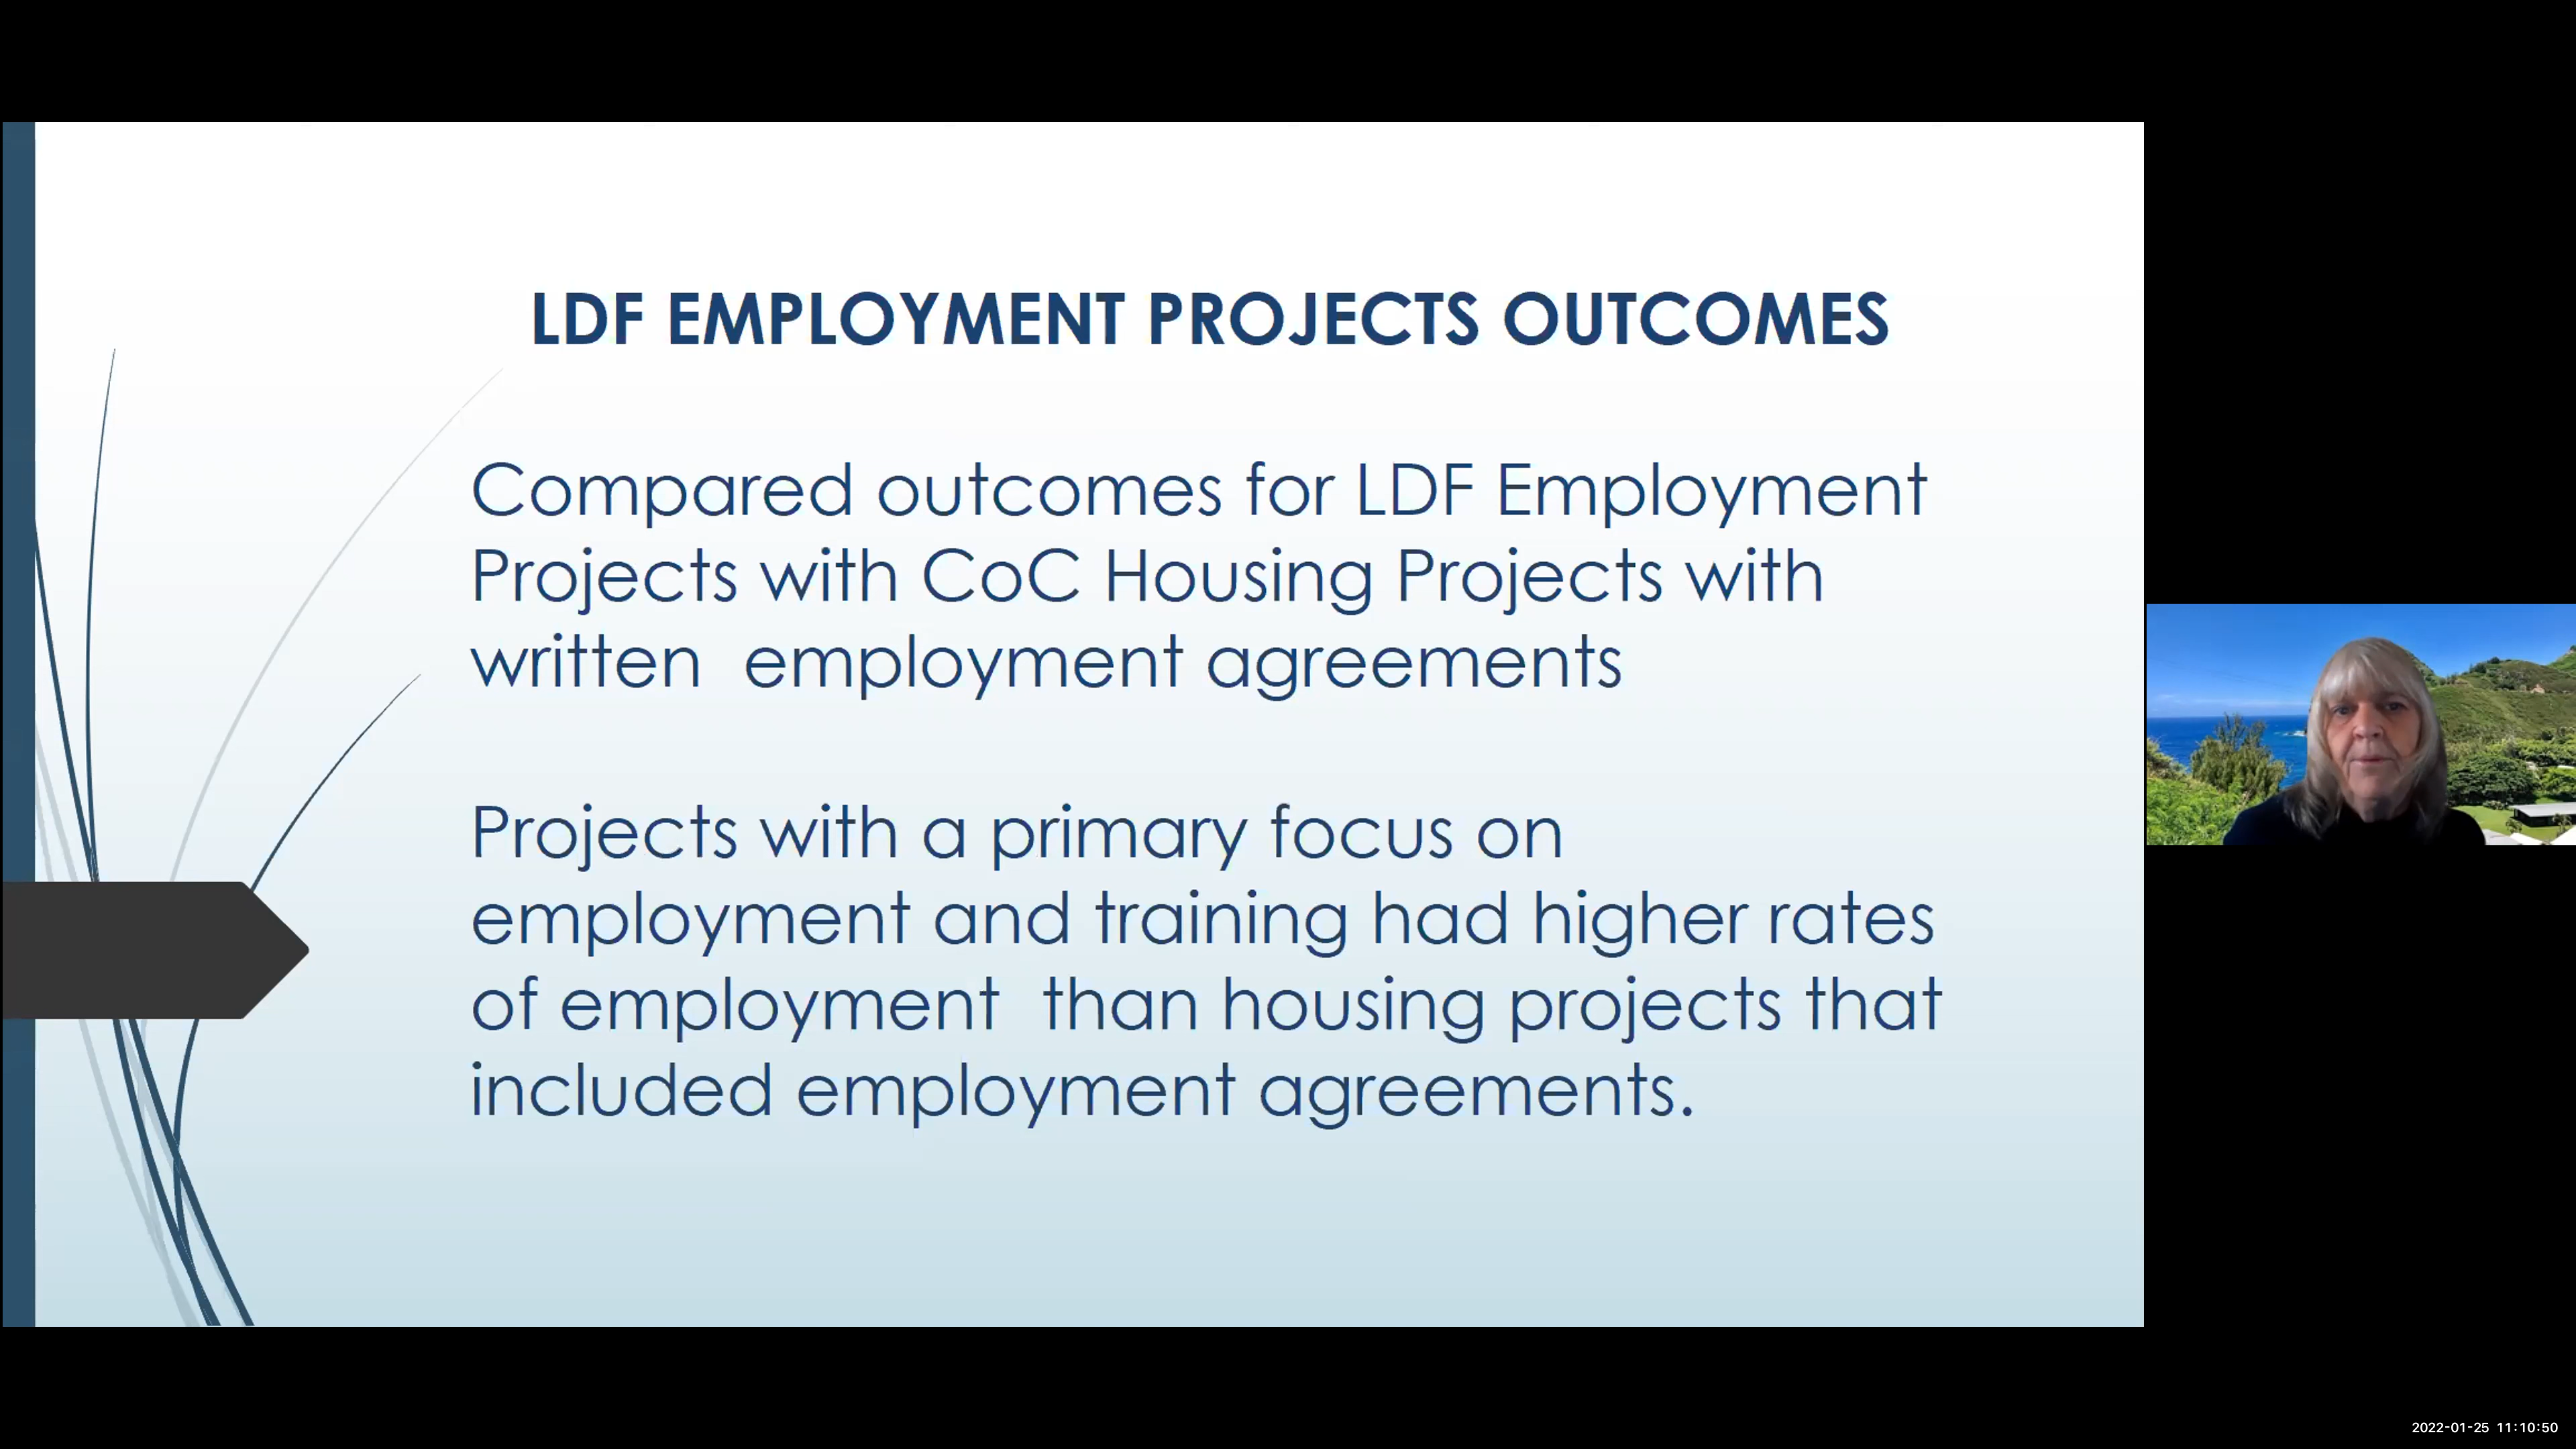 LDF EMPLOYMENT PROJECTS OUTCOMES
Compared outcomes for LDF Employment
Projects with CoC Housing Projects with
written  employment agreements
Projects with a primary focus on
employment and training had higher rates
of employment  than housing projects that
included employment agreements.
2022-01-25 11:10:50